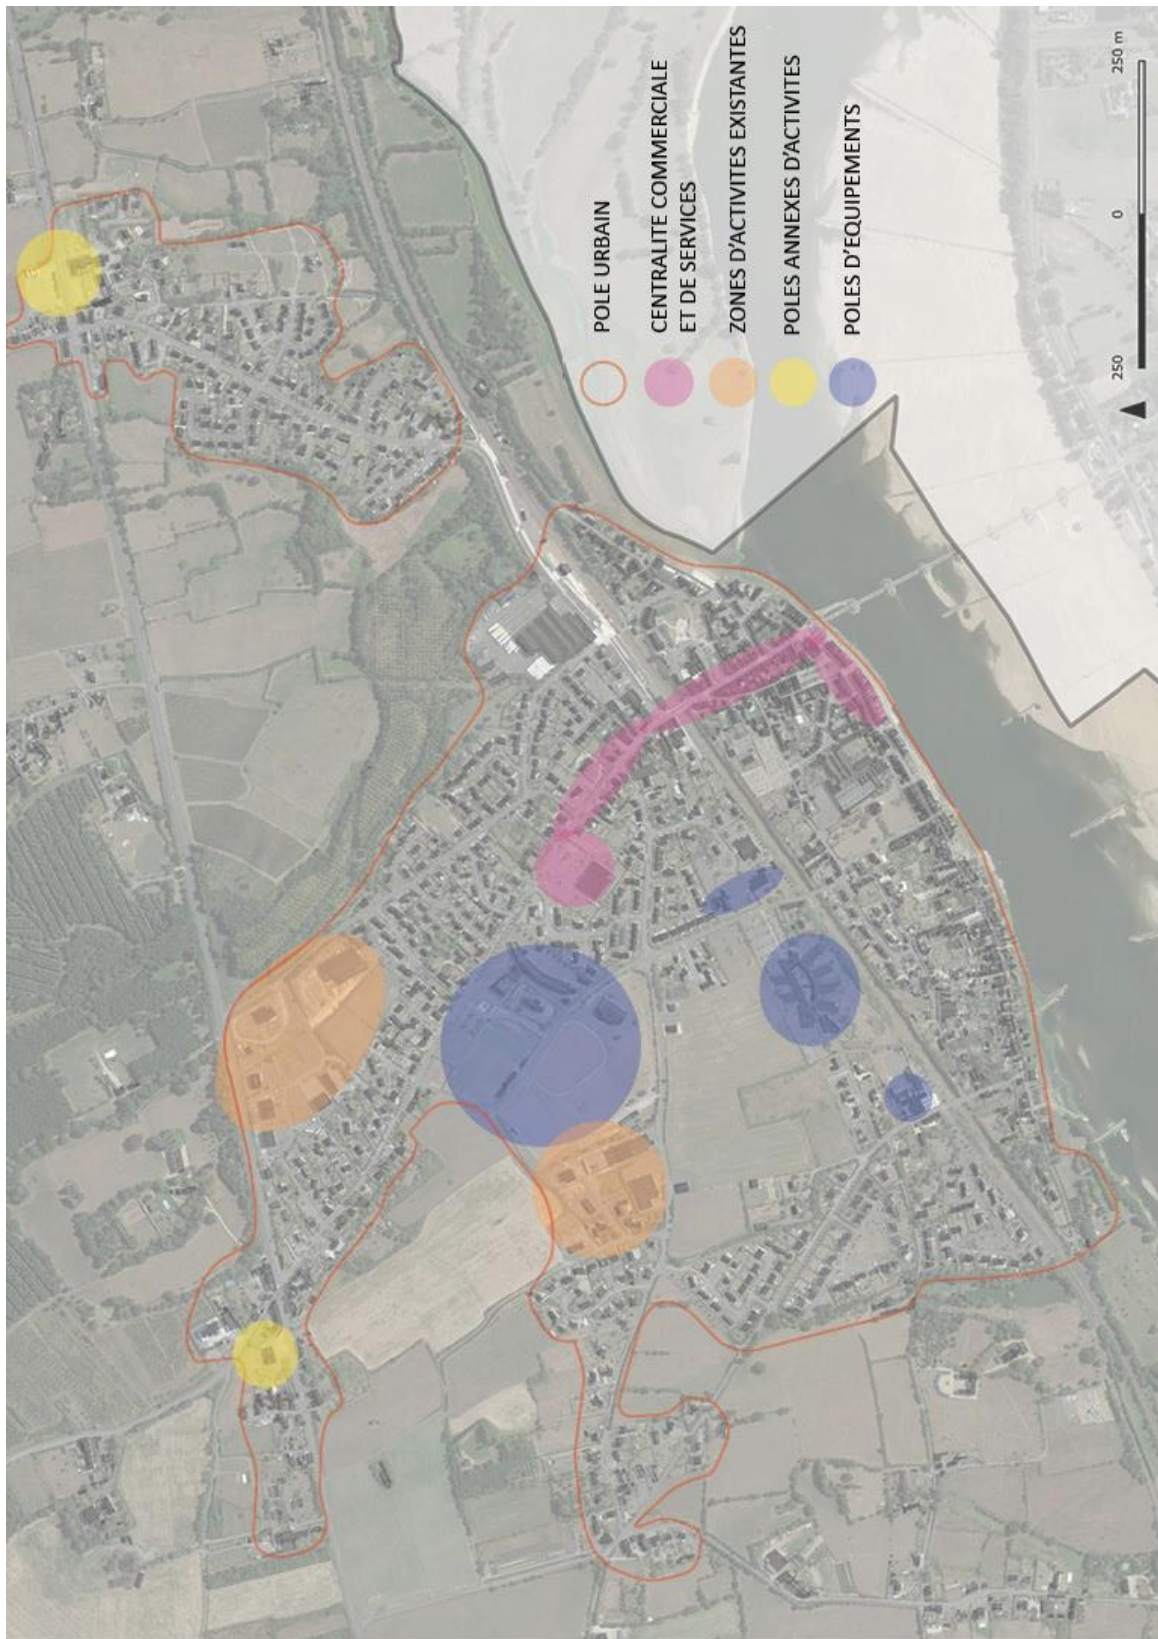 POLE URBAIN
CENTRALITE COMMERCIALE
ET DE SERVICES
ZONES D'ACTIVITES EXISTANTES
POLES ANNEXES D'ACTIVITES
POLES D'EQUIPEMENTS
250 0 250 m